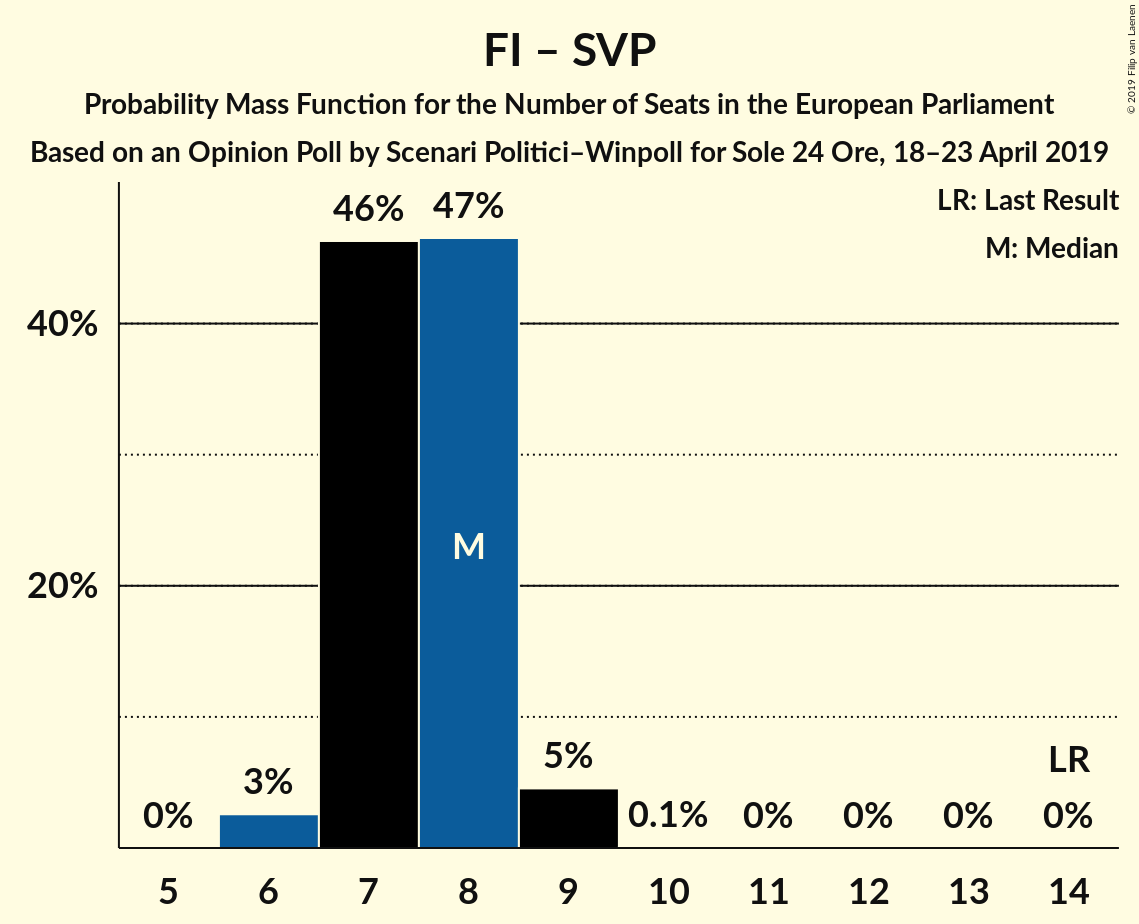 FI – SVP
Probability Mass Function for the Number of Seats in the European Parliament
Based on an Opinion Poll by Scenari Politici–Winpoll for Sole 24 Ore, 18–23 April 2019
© 2019 Filip van Laenen
LR: Last Result
M: Median
46% 47%
40%
M
20%
5%
LR
3%
0% 0.1% 0% 0% 0% 0%
5 6 7 8 9 10 11 12 13 14